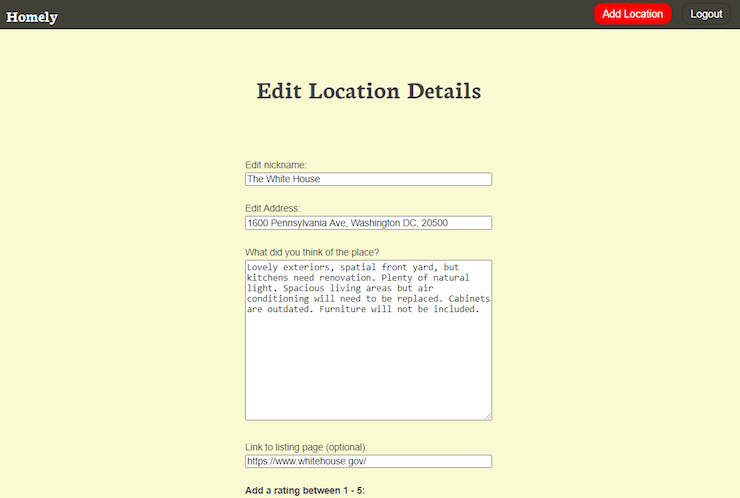 Homely
Add Location
Logout
Edit Location Details
Edit nickname:
The White House
Edit Address:
1600 Pennsylvania Ave, Washington DC, 20500
What did you think of the place?
Lovely exteriors, spatial front yard, but
kitchens need renovation. Plenty of natural
light. Spacious living areas but air
conditioning will need to be replaced. Cabinets
are outdated. Furniture will not be included.
Link to listing page (optional):
https://www.whitehouse.gov/
Add a rating between 1 - 5: